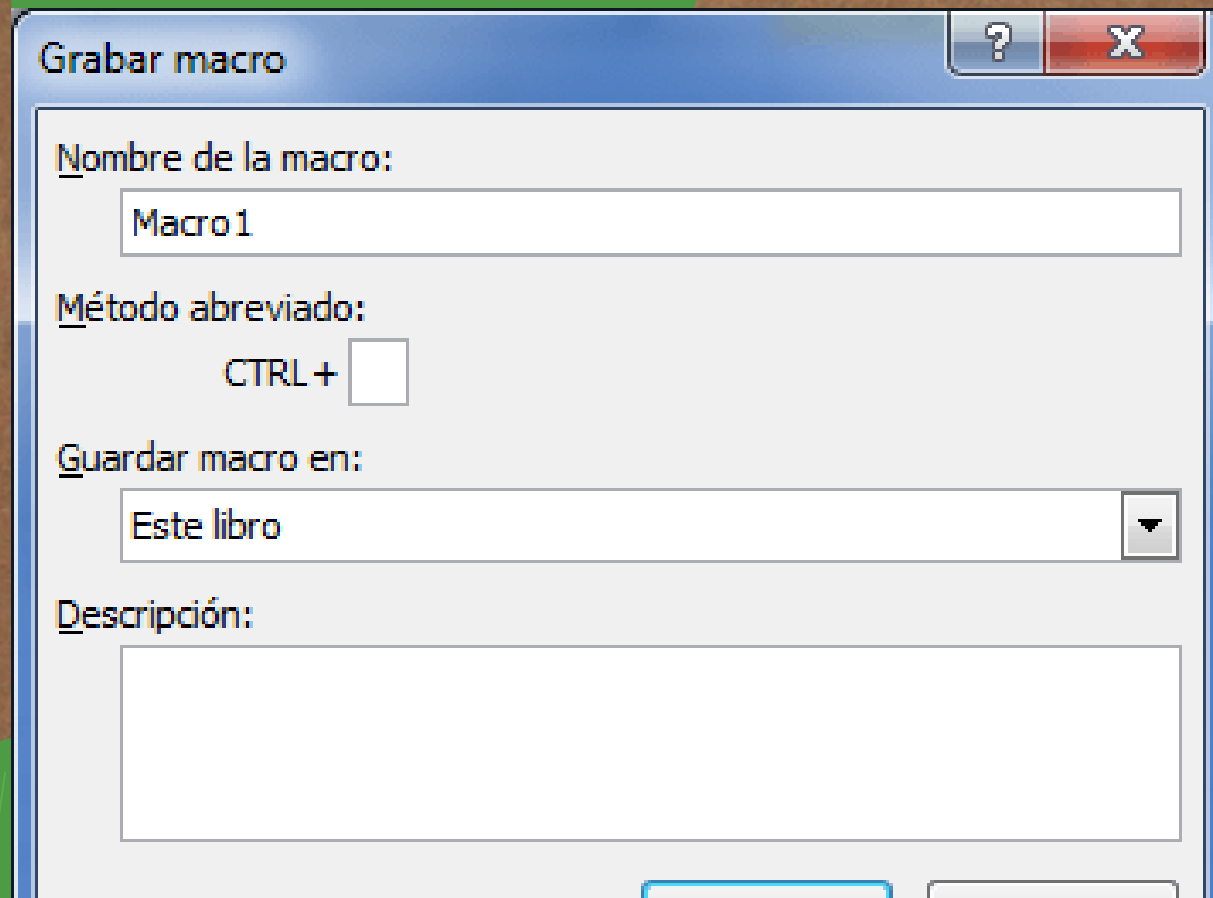 Grabar macro
Nombre de la macro:
Macro1
Método abreviado:
CTRL+
Guardar macro en:
Este libro
Descripción: